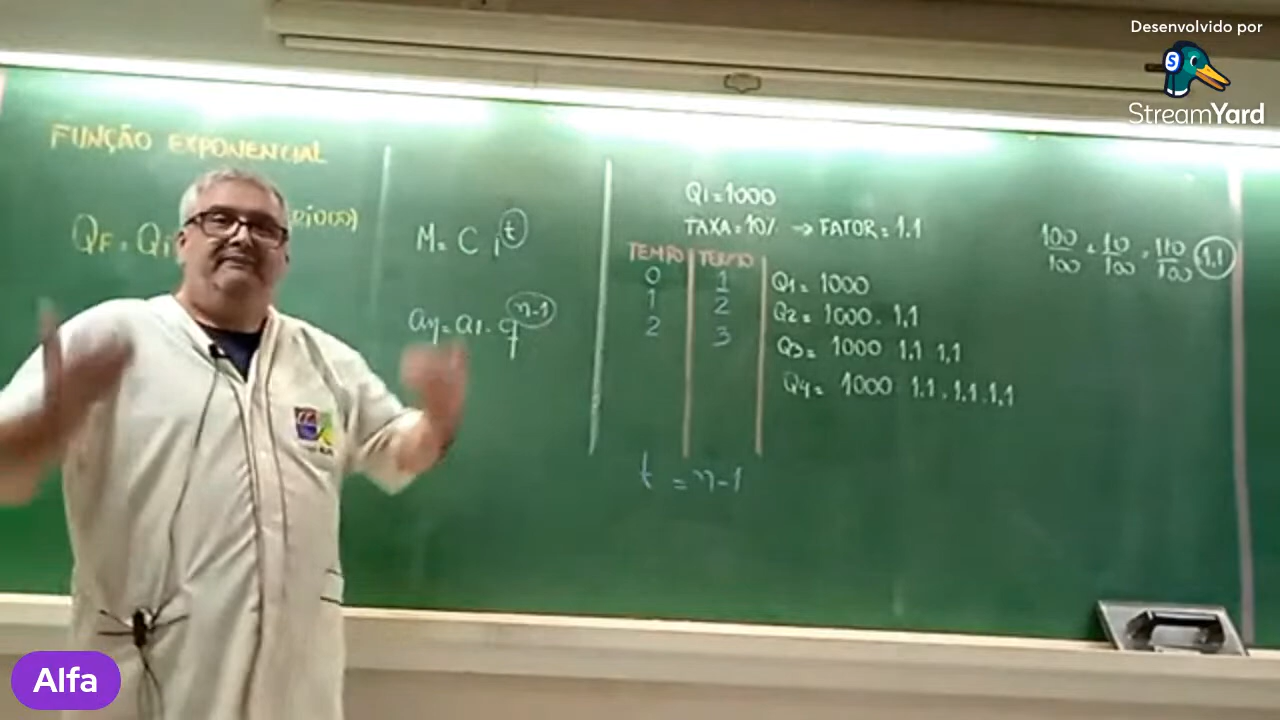 Desenvolvido por
StreamYard
FUNÇÃO EXPONENCIAL
QF = Qi
M = C i^t
an = a1 . q^n-1
Q1 = 1000
TAXA = 10% → FATOR = 1.1
TEMPO TERMO
0 1
1 2
2 3
Q1 = 1000
Q2 = 1000 . 1,1
Q3 = 1000 1,1 1,1
Q4 = 1000 1,1 . 1,1 . 1,1
t = n-1
100/100 + 10/100 = 110/100 = 1,1
Alfa